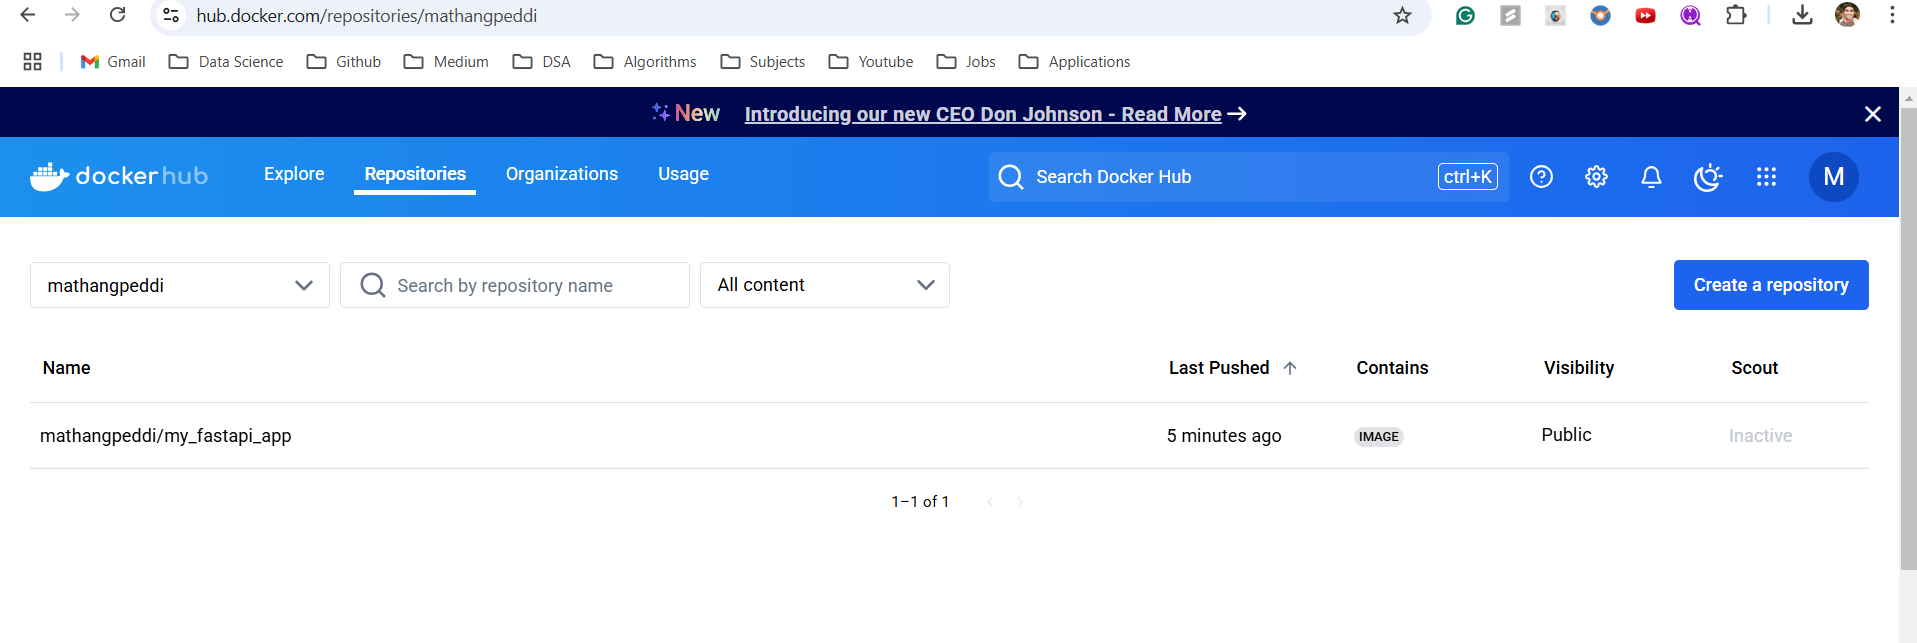 hub.docker.com/repositories/mathangpeddi
Gmail Data Science Github Medium DSA Algorithms Subjects Youtube Jobs Applications
New Introducing our new CEO Don Johnson - Read More →
docker hub Explore Repositories Organizations Usage Search Docker Hub ctrl+K M
mathangpeddi Search by repository name All content Create a repository
Name Last Pushed ↑ Contains Visibility Scout
mathangpeddi/my_fastapi_app 5 minutes ago IMAGE Public Inactive
1–1 of 1